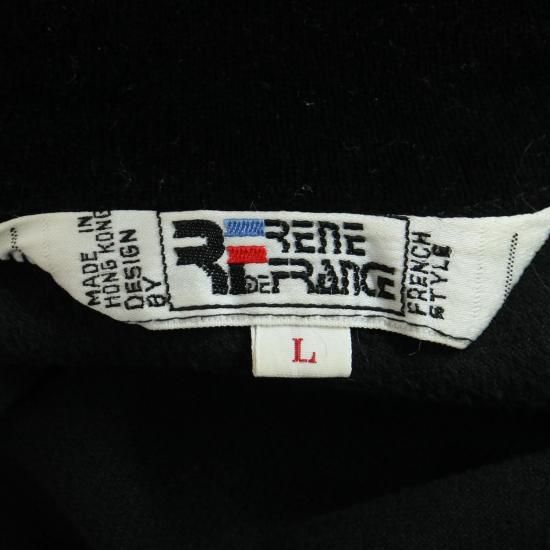 MADE IN
HONG KONG
DESIGN
BY
RF
RENE
DE FRANCE
FRENCH
STYLE
L